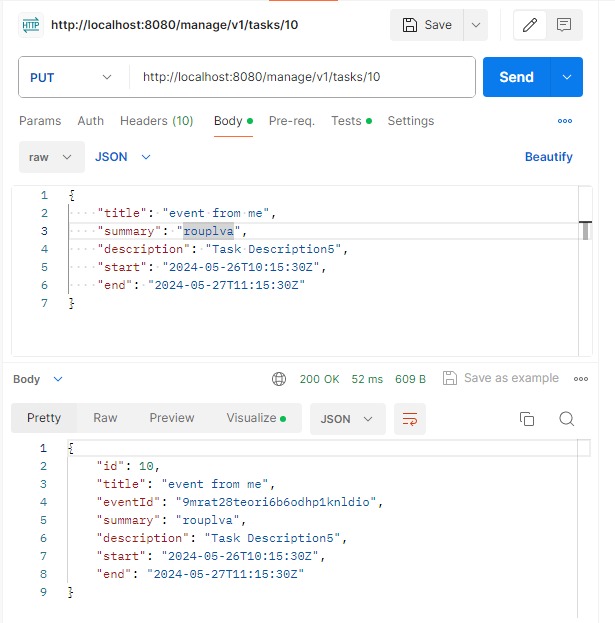 HTTP http://localhost:8080/manage/v1/tasks/10 Save
PUT http://localhost:8080/manage/v1/tasks/10 Send
Params Auth Headers (10) Body Pre-req. Tests Settings
raw JSON Beautify
1 {
2 "title": "event from me",
3 "summary": "rouplva",
4 "description": "Task Description5",
5 "start": "2024-05-26T10:15:30Z",
6 "end": "2024-05-27T11:15:30Z"
7 }
Body 200 OK 52 ms 609 B Save as example
Pretty Raw Preview Visualize JSON
1 {
2 "id": 10,
3 "title": "event from me",
4 "eventId": "9mrat28teori6b6odhp1knldio",
5 "summary": "rouplva",
6 "description": "Task Description5",
7 "start": "2024-05-26T10:15:30Z",
8 "end": "2024-05-27T11:15:30Z"
9 }